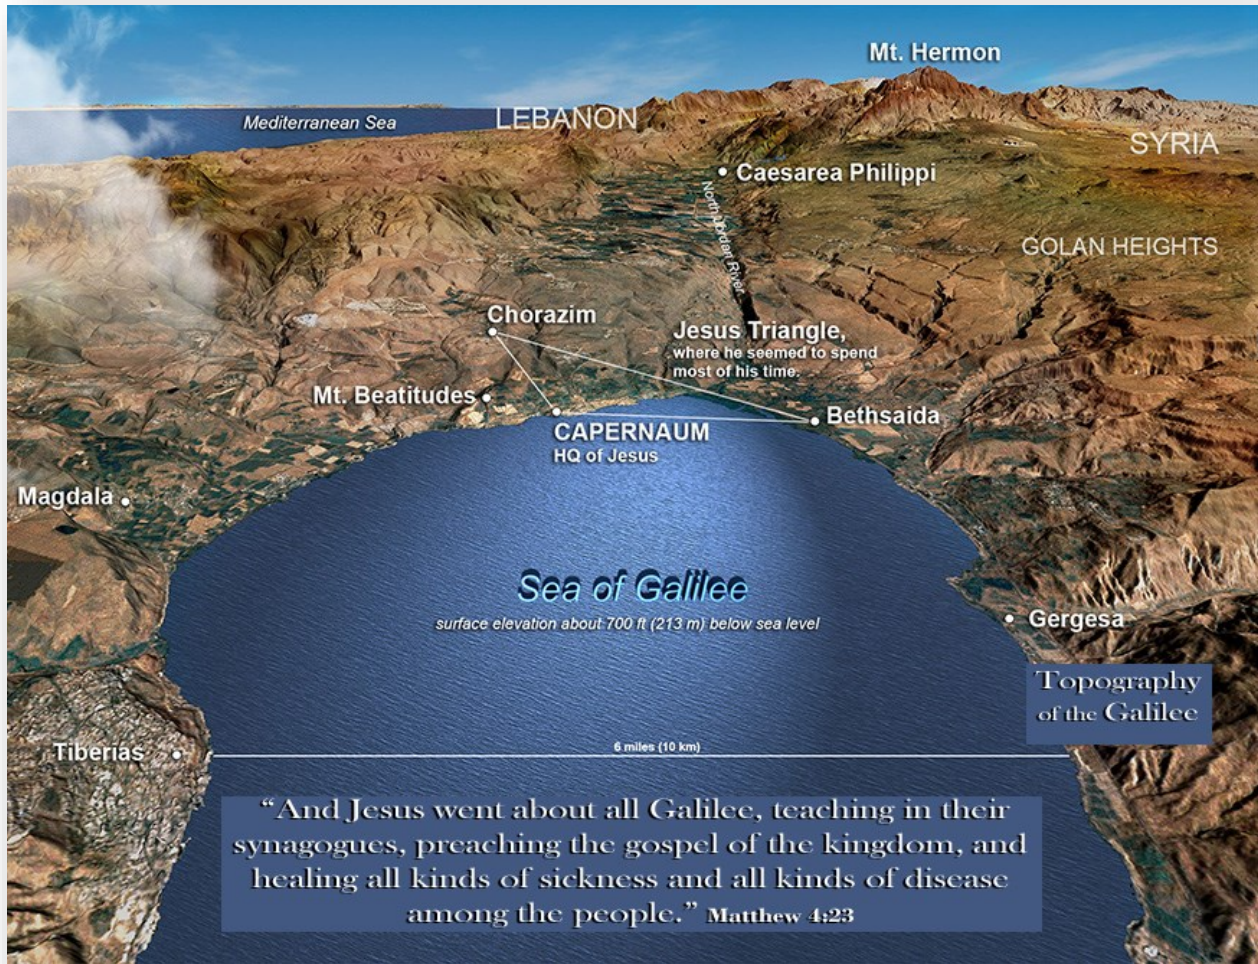 Mt. Hermon
Mediterranean Sea
LEBANON
SYRIA
Caesarea Philippi
North Jordan River
GOLAN HEIGHTS
Chorazim
Jesus Triangle,
where he seemed to spend
most of his time.
Mt. Beatitudes
Bethsaida
CAPERNAUM
HQ of Jesus
Magdala
Sea of Galilee
surface elevation about 700 ft (213 m) below sea level
Gergesa
Topography
of the Galilee
Tiberias
6 miles (10 km)
“And Jesus went about all Galilee, teaching in their
synagogues, preaching the gospel of the kingdom, and
healing all kinds of sickness and all kinds of disease
among the people.” Matthew 4:23